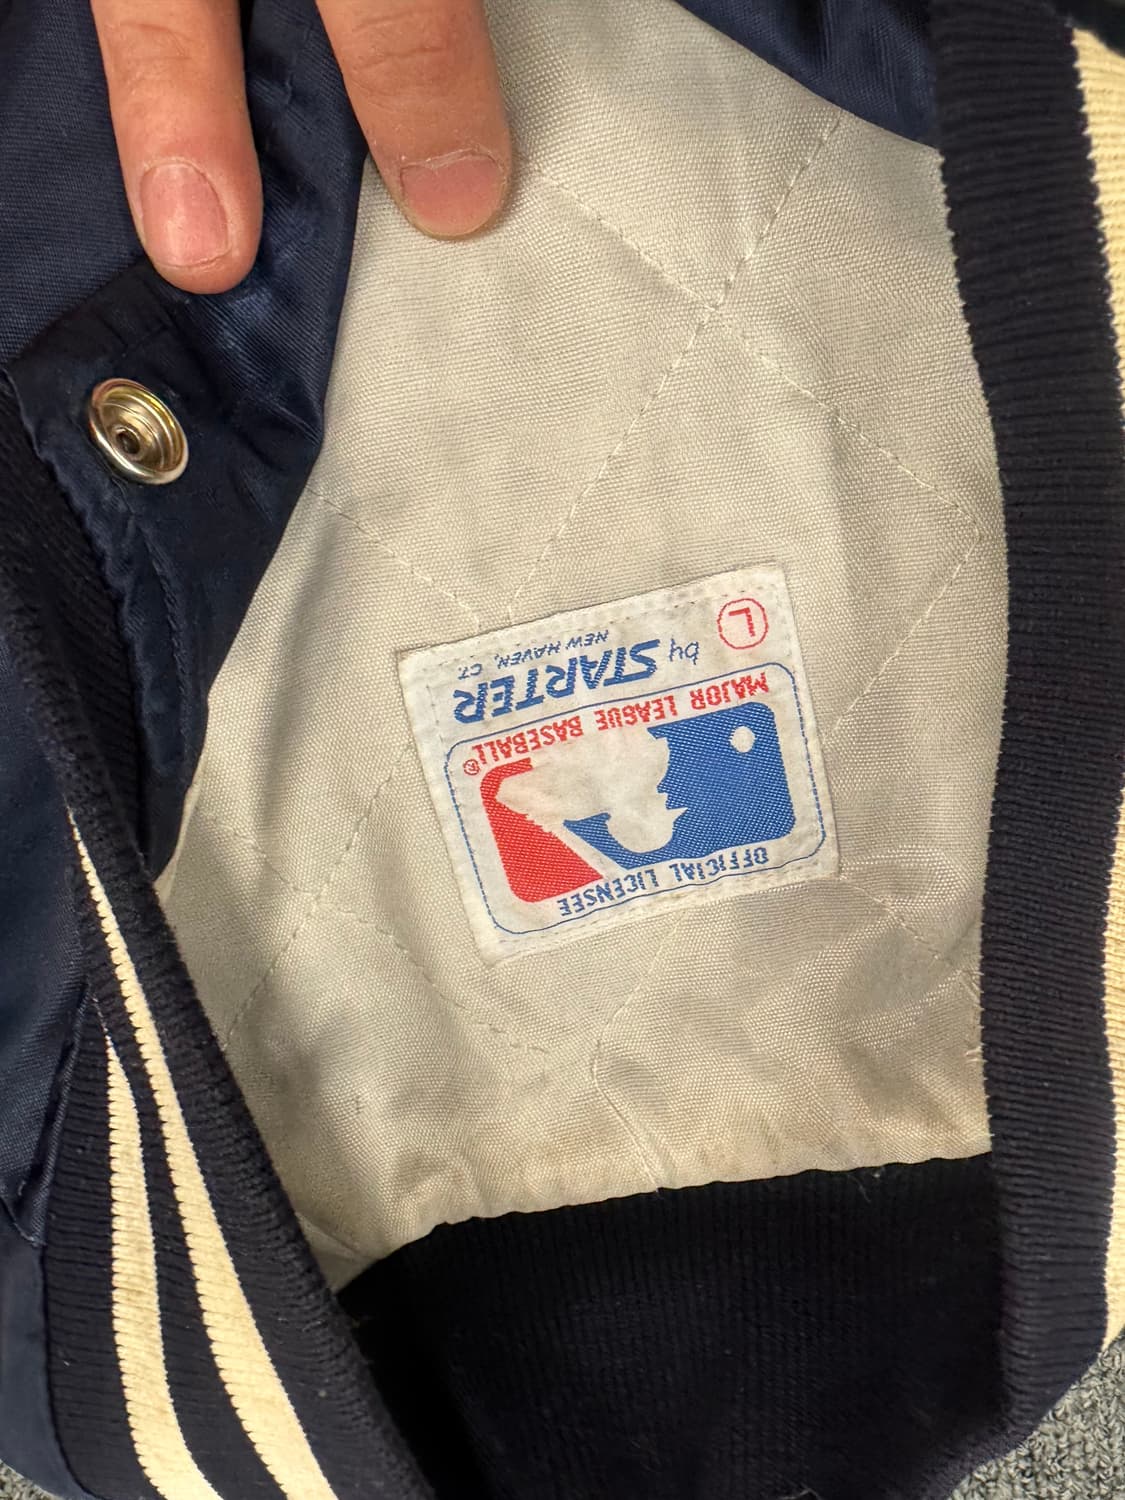 OFFICIAL LICENSEE
MAJOR LEAGUE BASEBALL®
by STARTER
NEW HAVEN, CT.
L